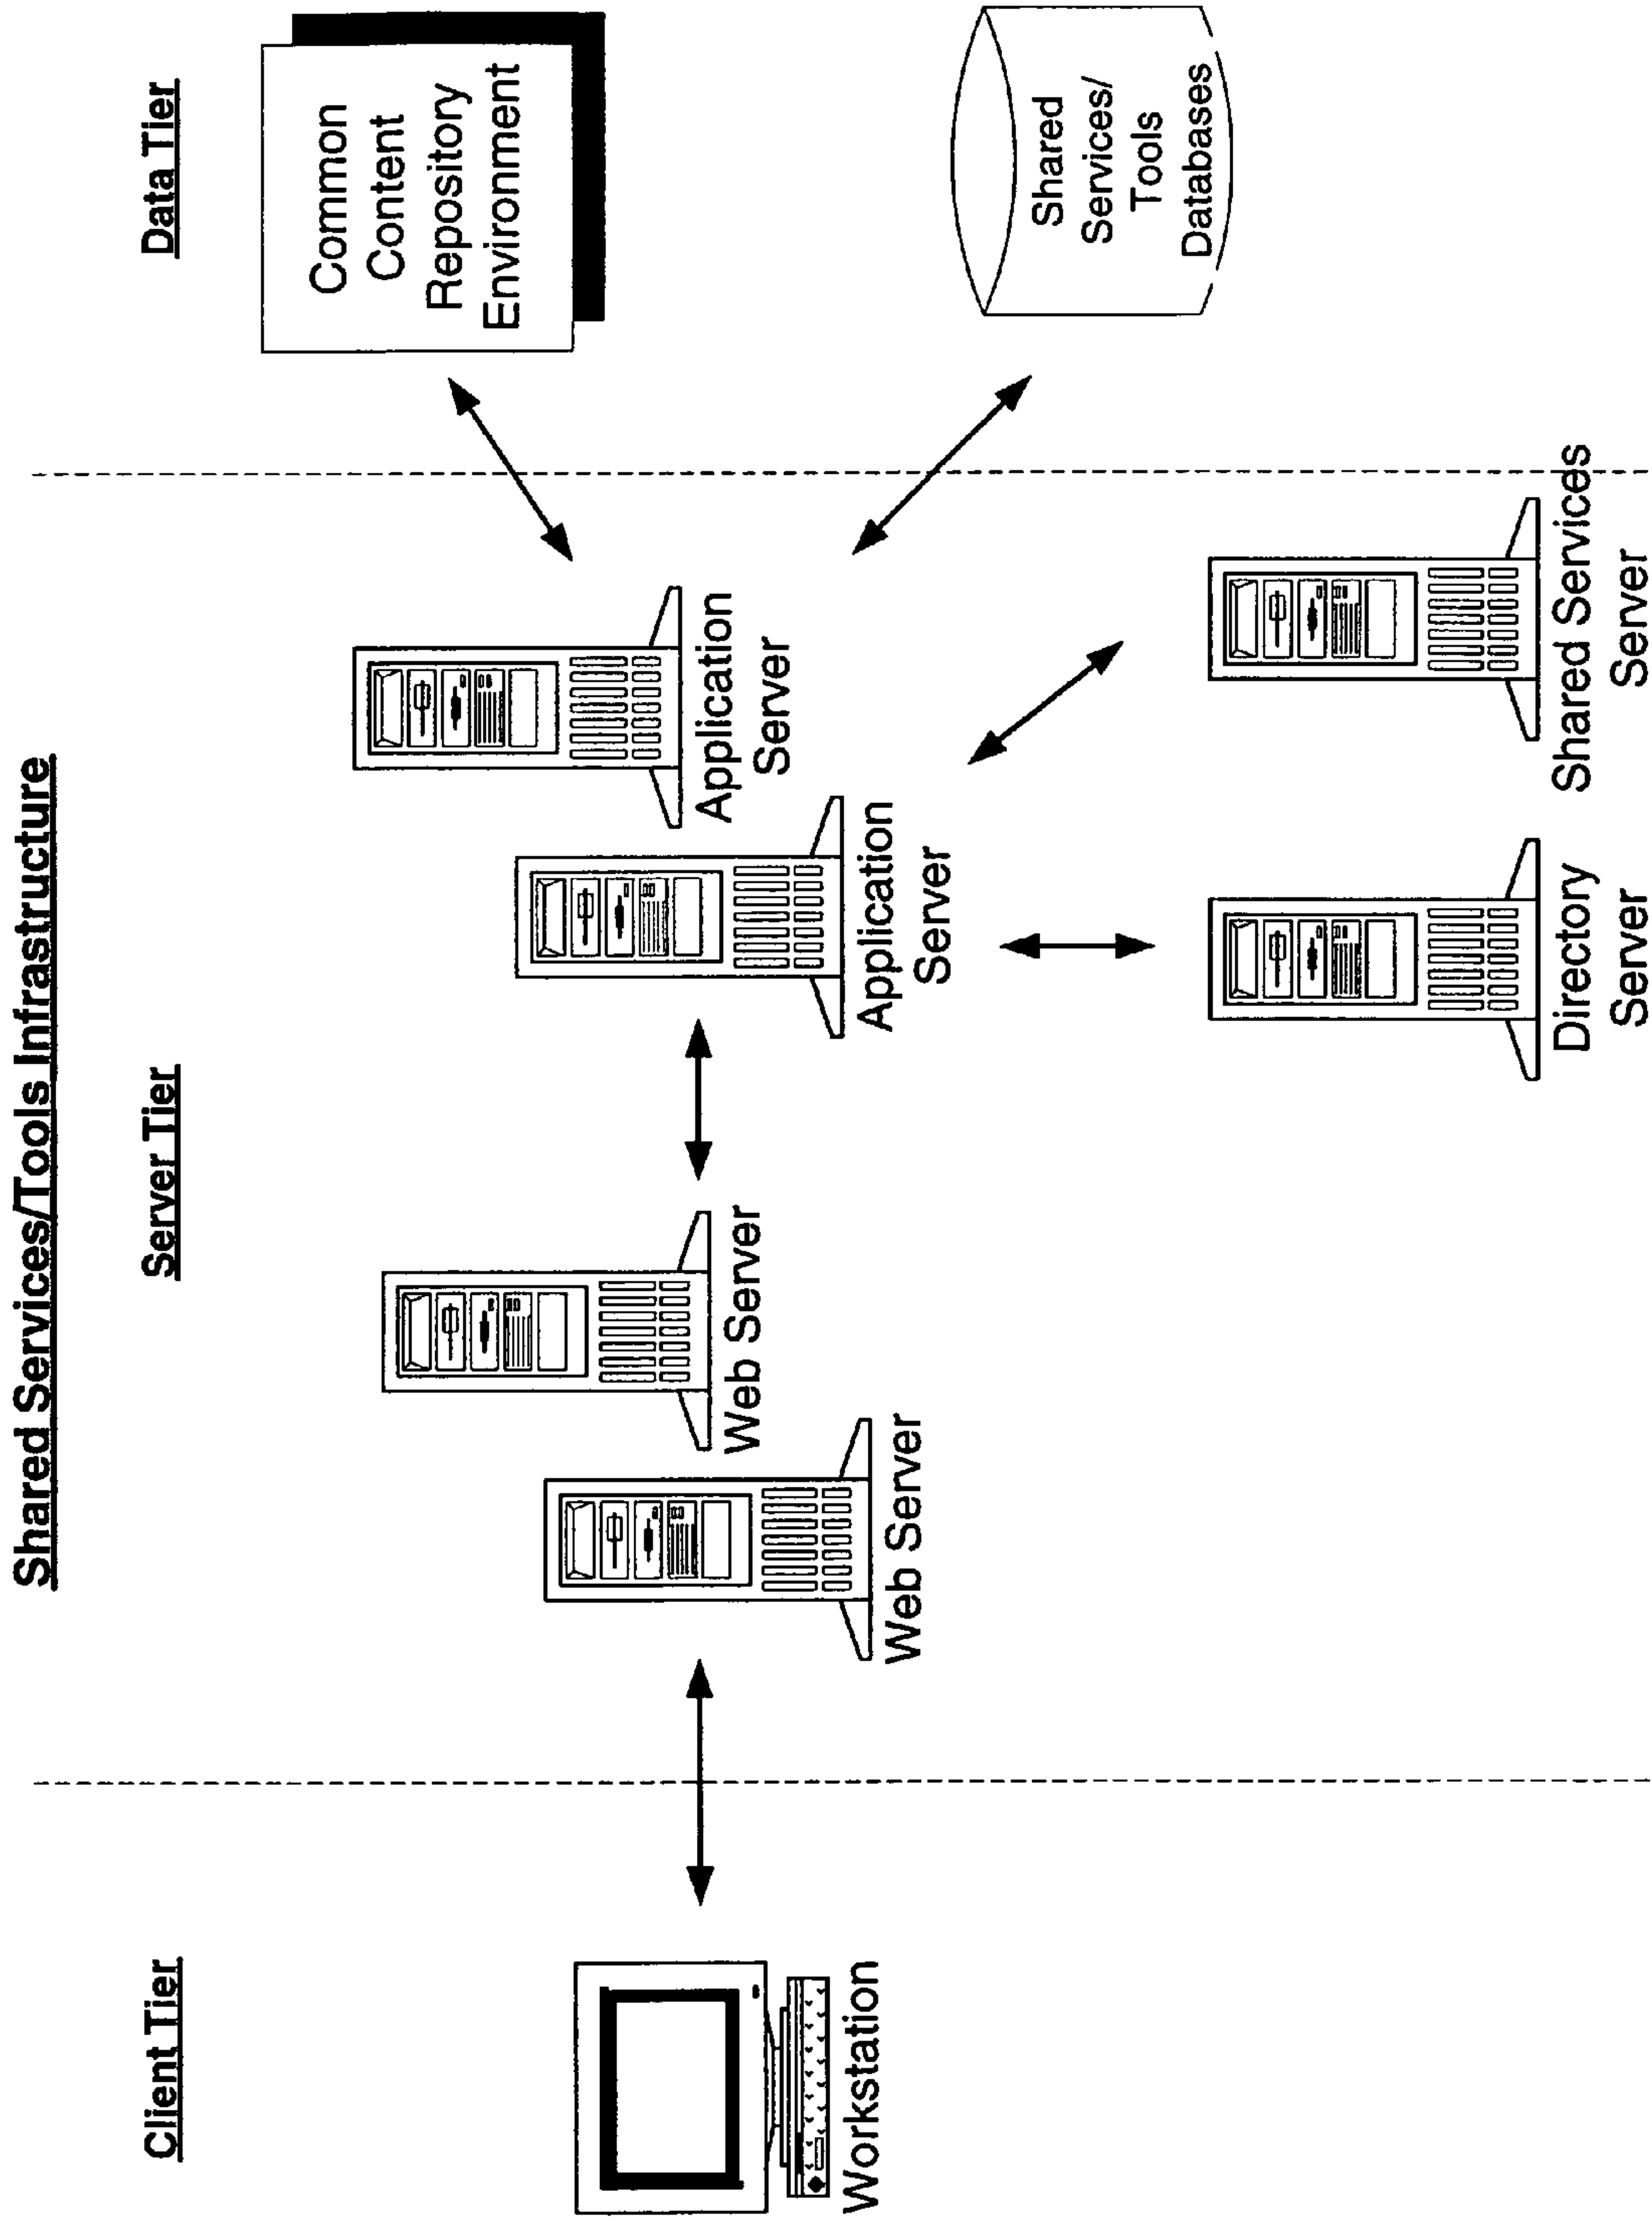 Shared Services/Tools Infrastructure
Client Tier
Server Tier
Data Tier
Workstation
Web Server
Web Server
Application
Server
Application
Server
Directory
Server
Shared Services
Server
Common
Content
Repository
Environment
Shared
Services/
Tools
Databases